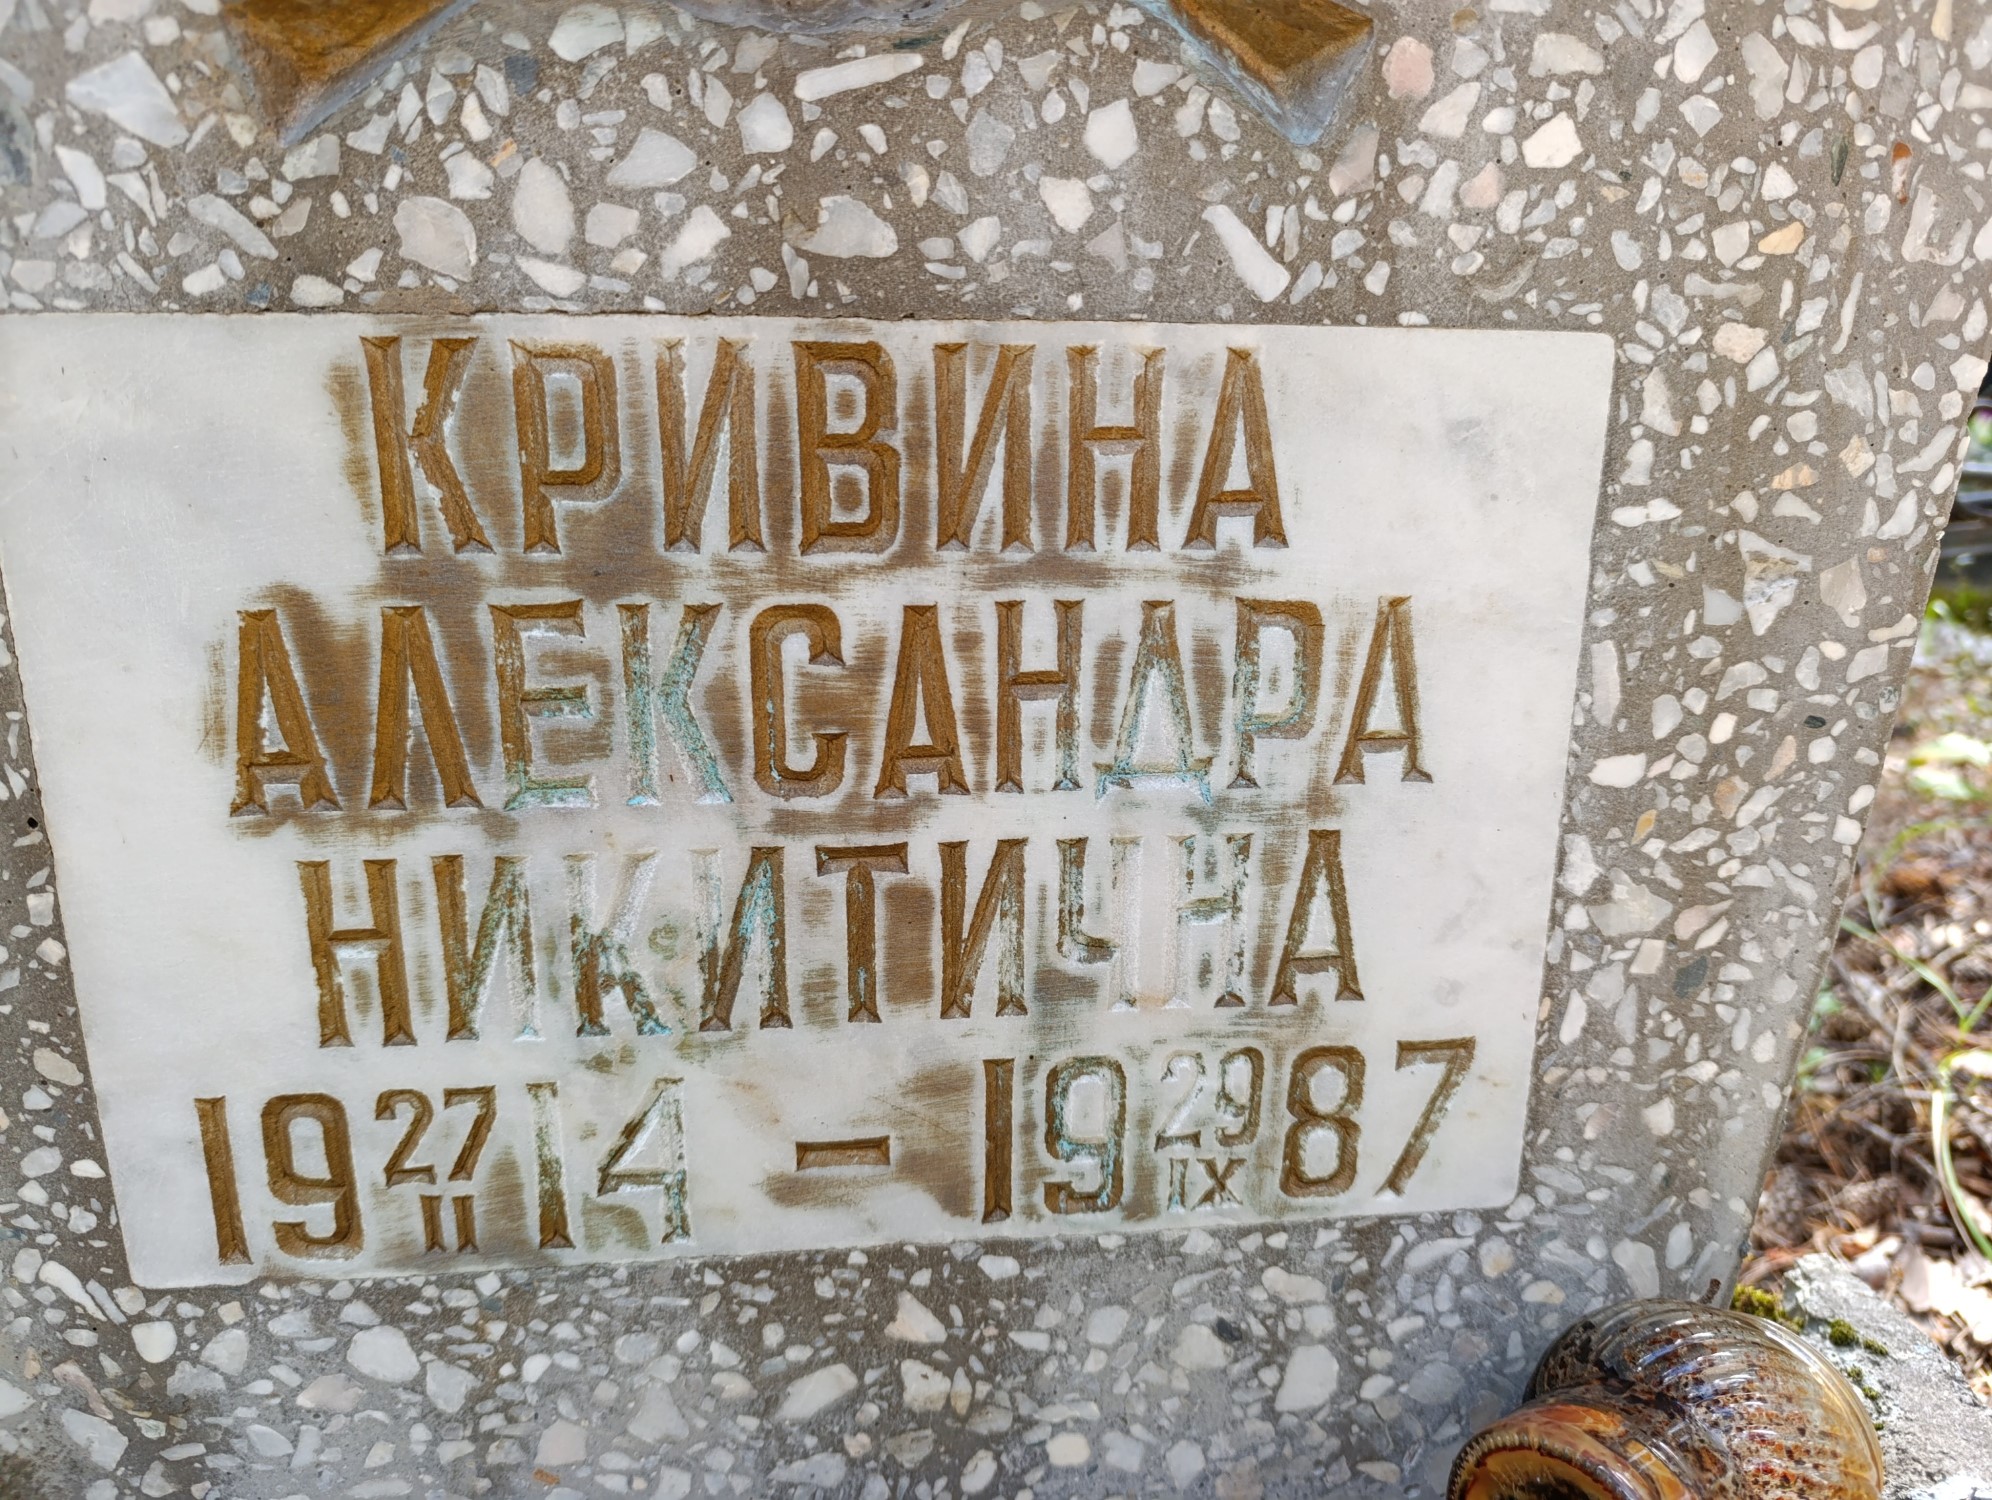 КРИВИНА
АЛЕКСАНДРА
НИКИТИЧНА
19 27/II 14 – 19 29/IX 87